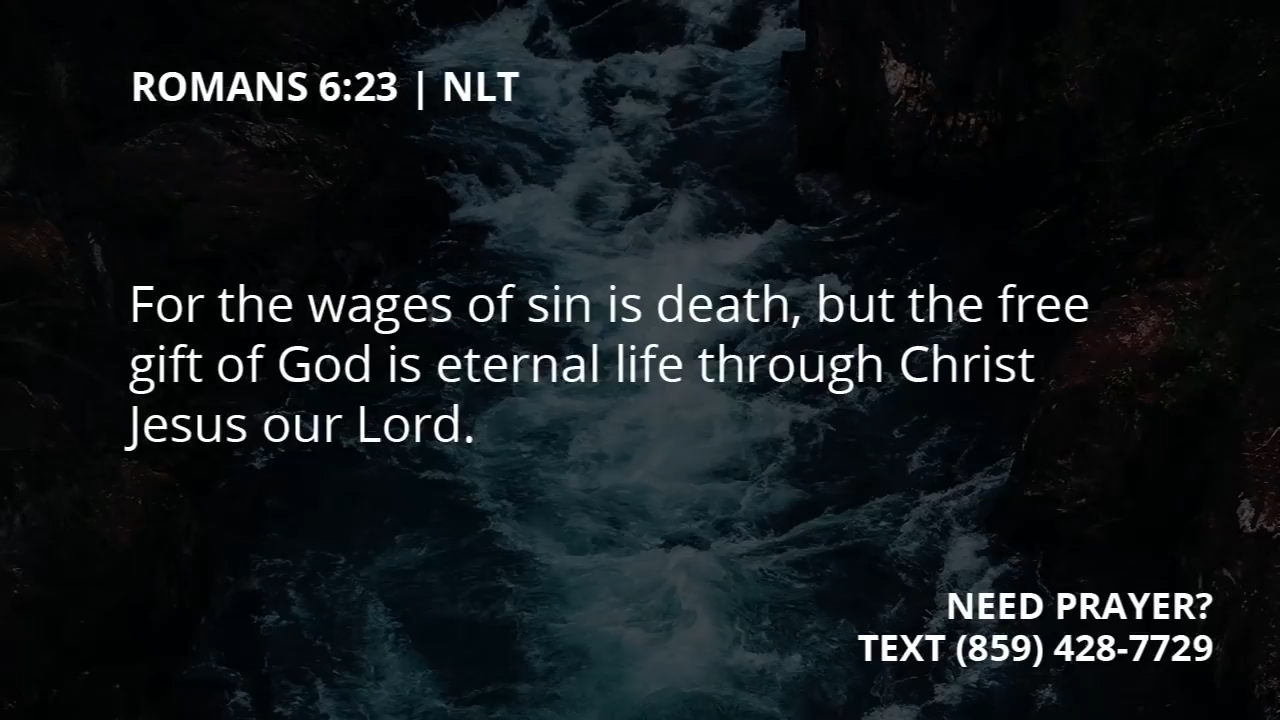 ROMANS 6:23 | NLT
For the wages of sin is death, but the free
gift of God is eternal life through Christ
Jesus our Lord.
NEED PRAYER?
TEXT (859) 428-7729